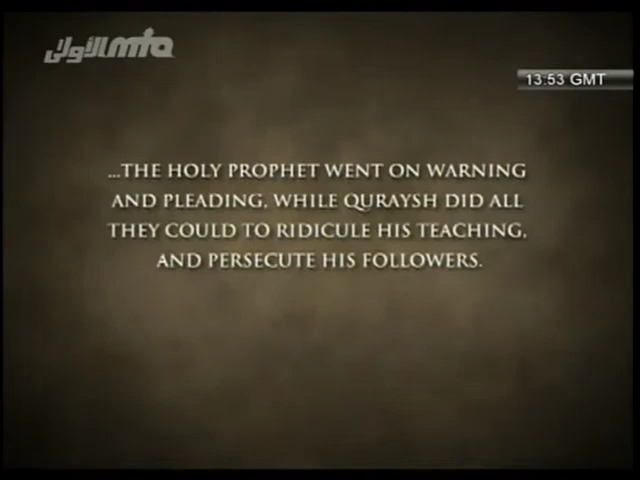 mta الأولى
13:53 GMT
...THE HOLY PROPHET WENT ON WARNING
AND PLEADING, WHILE QURAYSH DID ALL
THEY COULD TO RIDICULE HIS TEACHING,
AND PERSECUTE HIS FOLLOWERS.